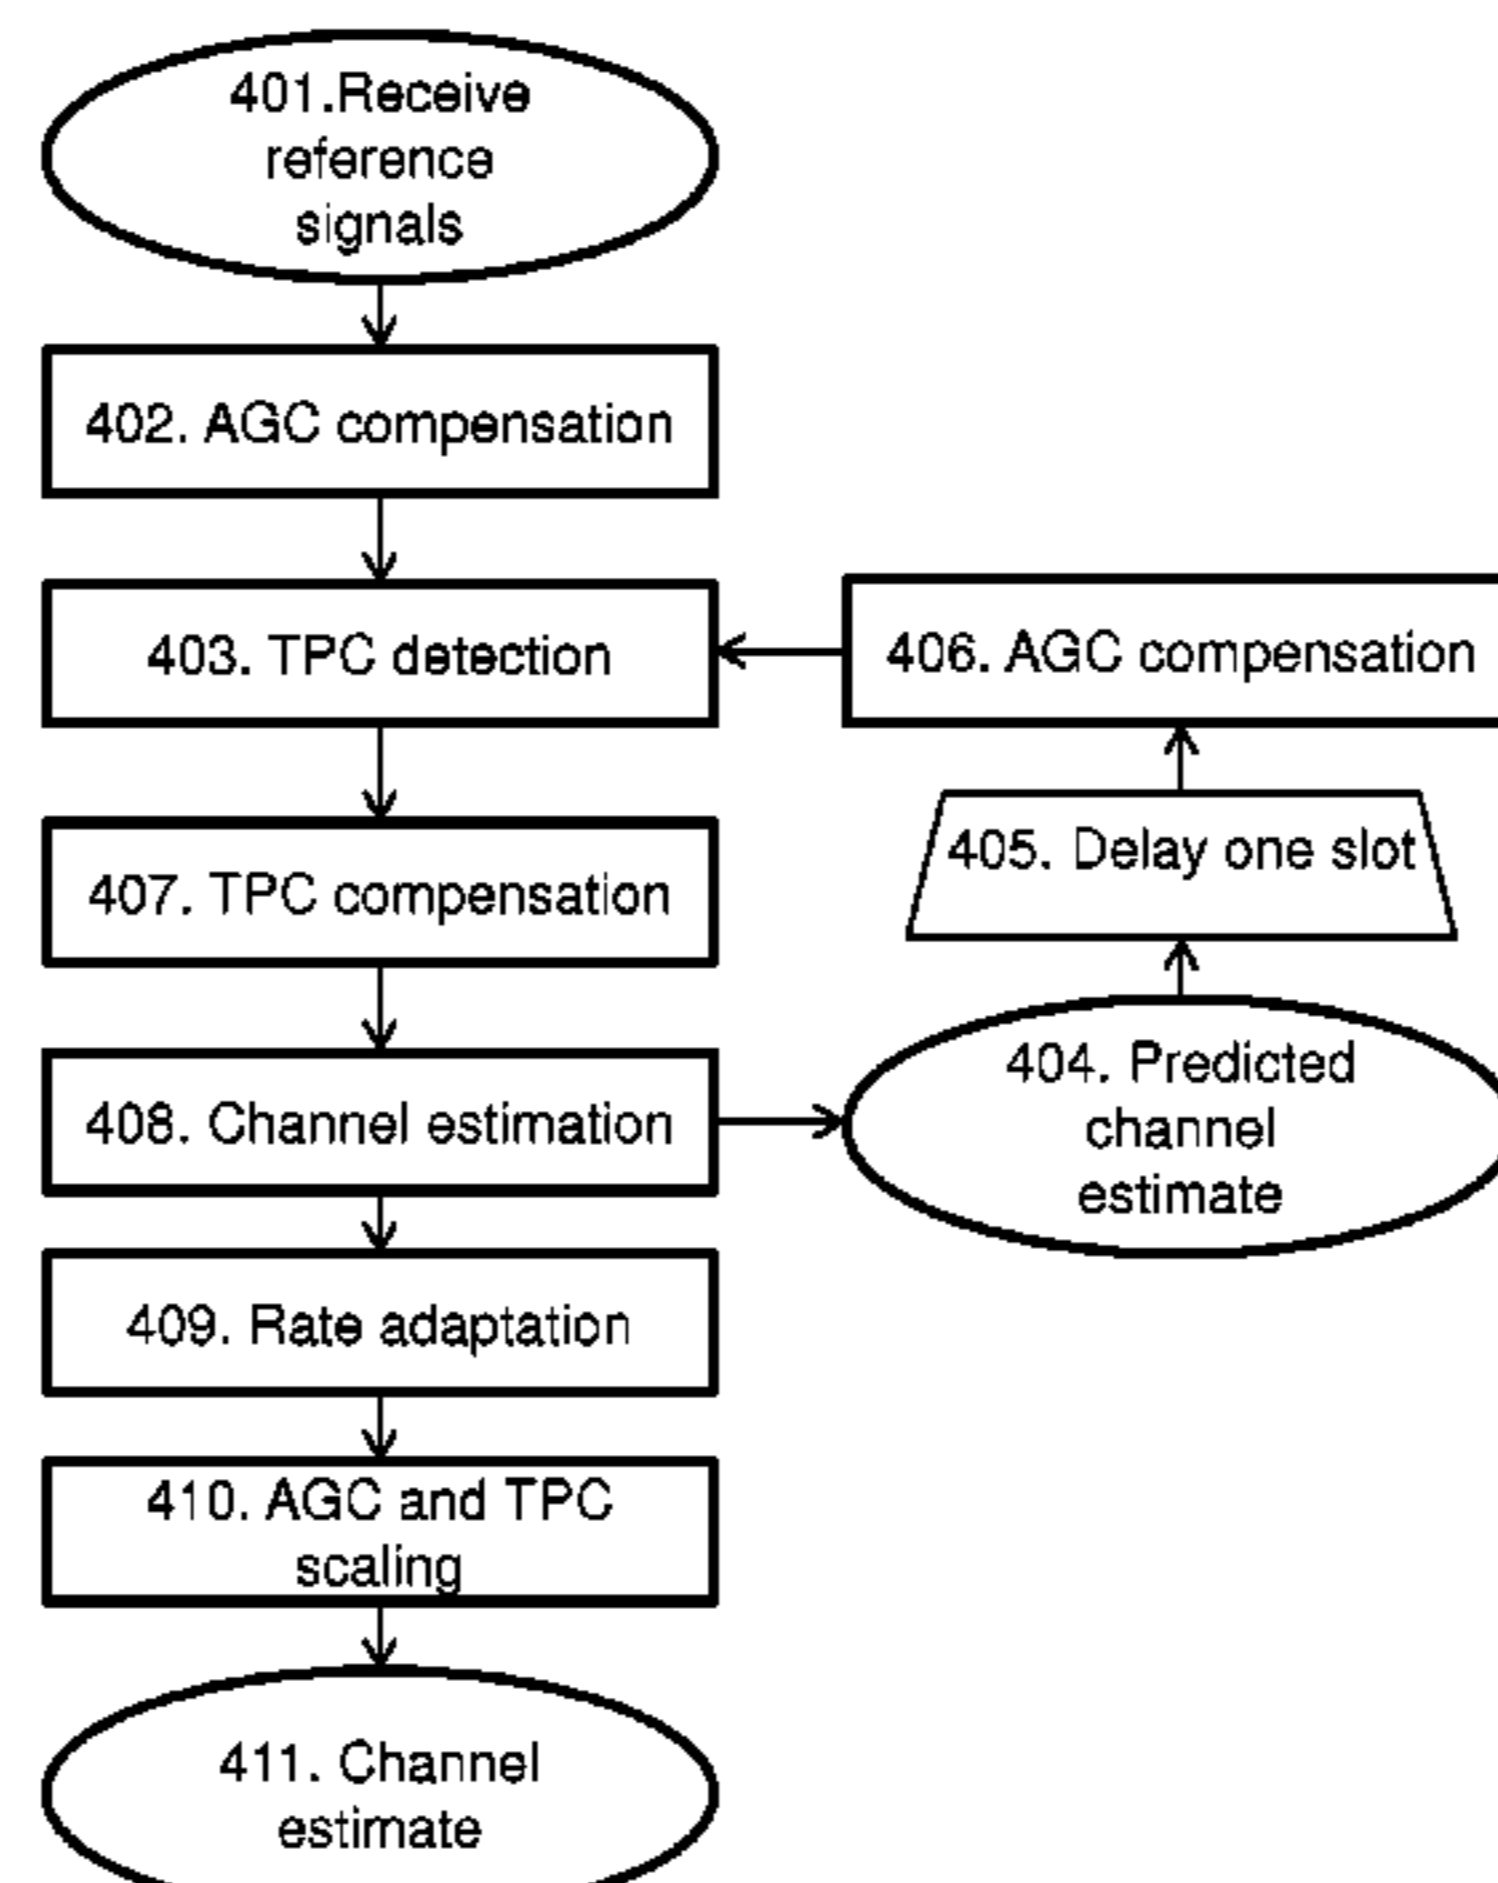 401.Receive
reference
signals
402. AGC compensation
403. TPC detection
406. AGC compensation
407. TPC compensation
405. Delay one slot
408. Channel estimation
404. Predicted
channel
estimate
409. Rate adaptation
410. AGC and TPC
scaling
411. Channel
estimate